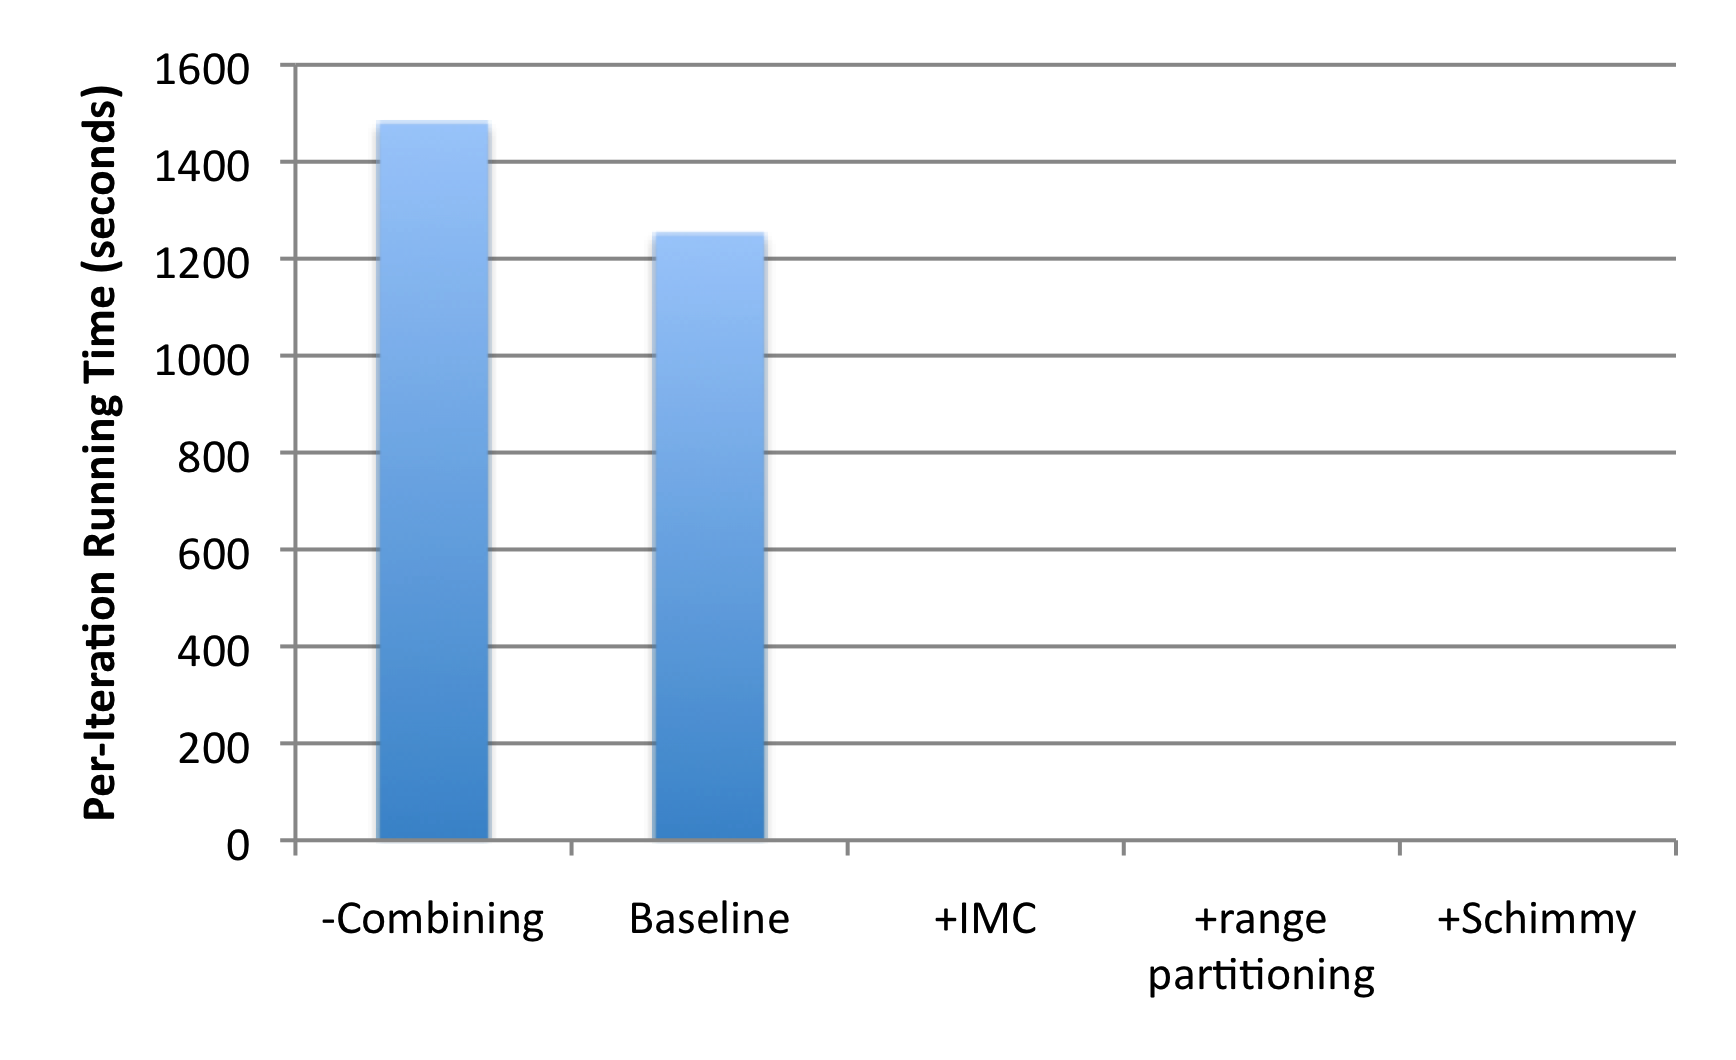 Per-Iteration Running Time (seconds)
1600
1400
1200
1000
800
600
400
200
0
-Combining
Baseline
+IMC
+range
partitioning
+Schimmy